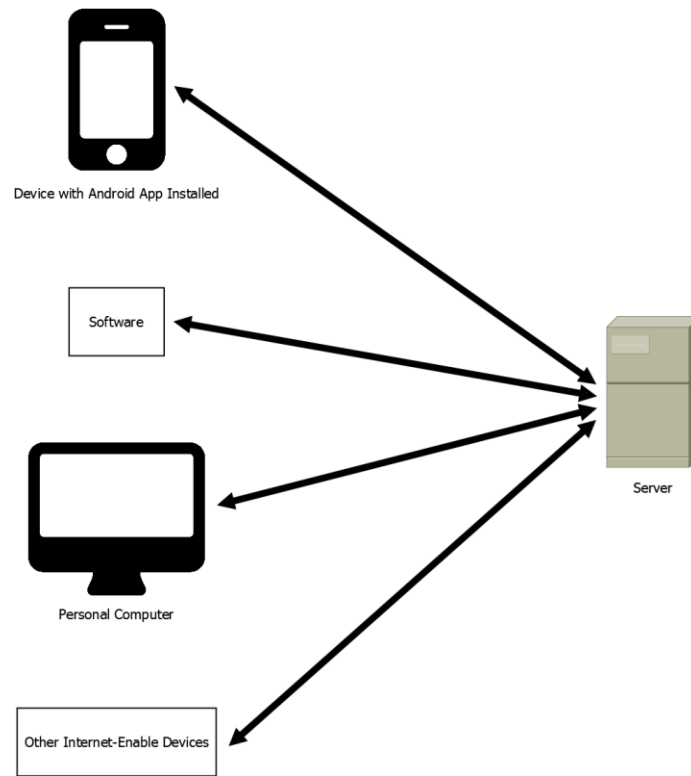 Device with Android App Installed
Software
Server
Personal Computer
Other Internet-Enable Devices